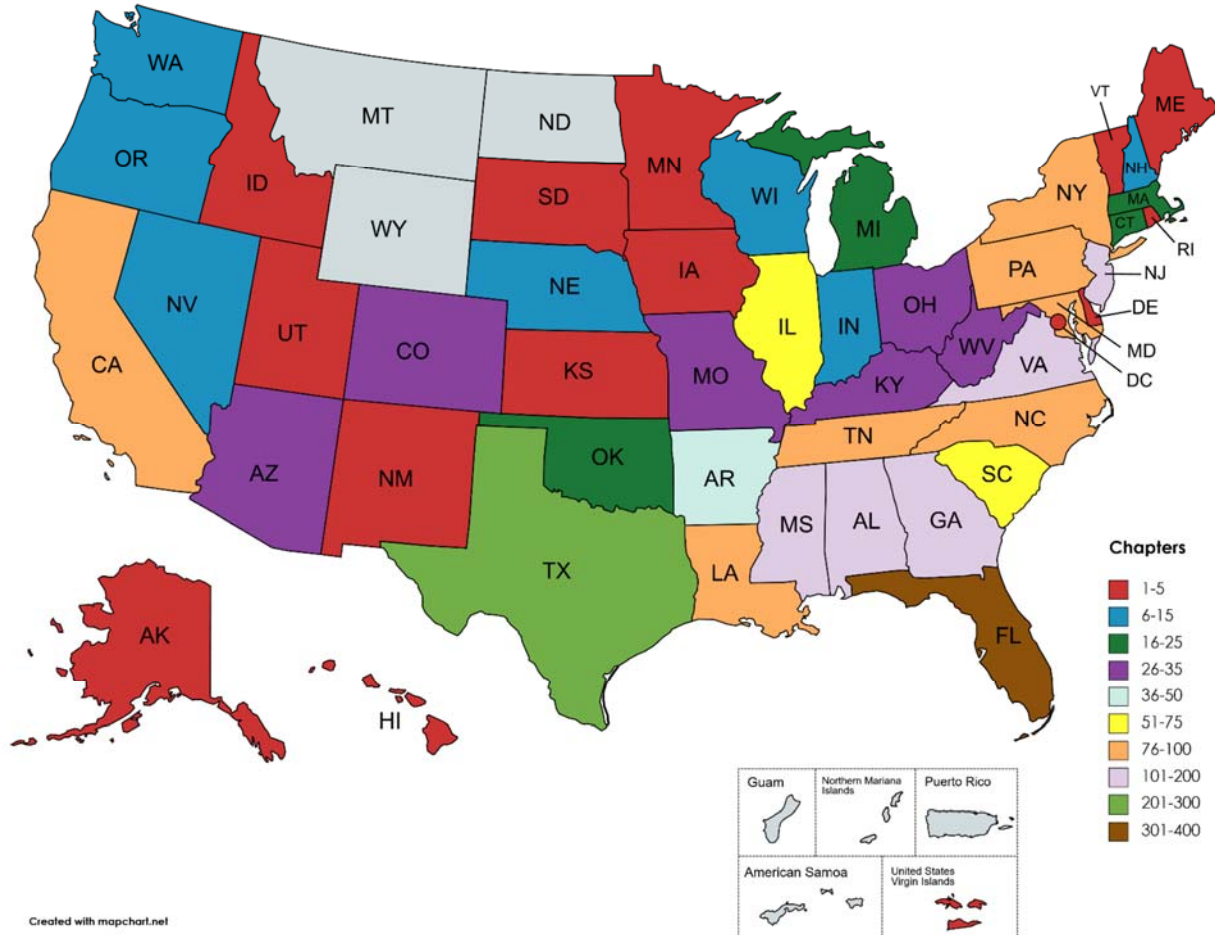 WA
MT
ND
OR
ID
WY
SD
MN
WI
MI
VT
ME
NH
NY
MA
CT
RI
CA
NV
UT
CO
NE
IA
IL
IN
OH
PA
NJ
DE
MD
DC
WV
VA
KS
MO
KY
AZ
NM
OK
AR
TN
NC
SC
TX
LA
MS
AL
GA
FL
AK
HI
Chapters
1-5
6-15
16-25
26-35
36-50
51-75
76-100
101-200
201-300
301-400
Guam
Northern Mariana
Islands
Puerto Rico
American Samoa
United States
Virgin Islands
Created with mapchart.net